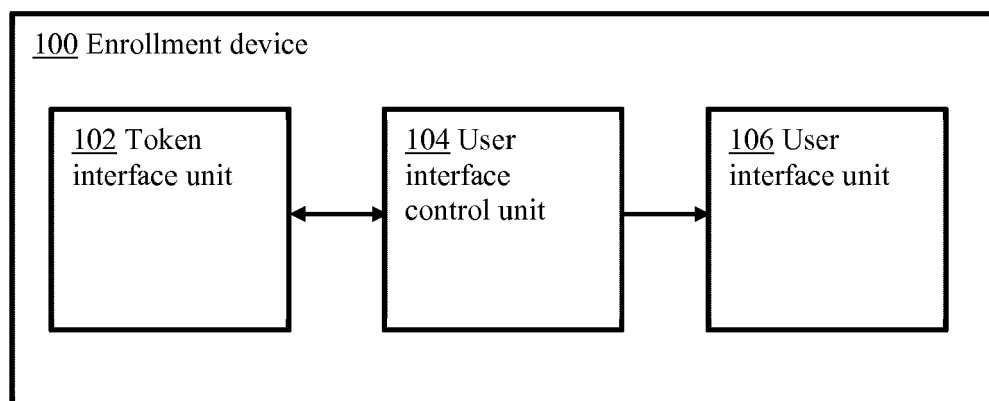 100 Enrollment device
102 Token
interface unit
104 User
interface
control unit
106 User
interface unit